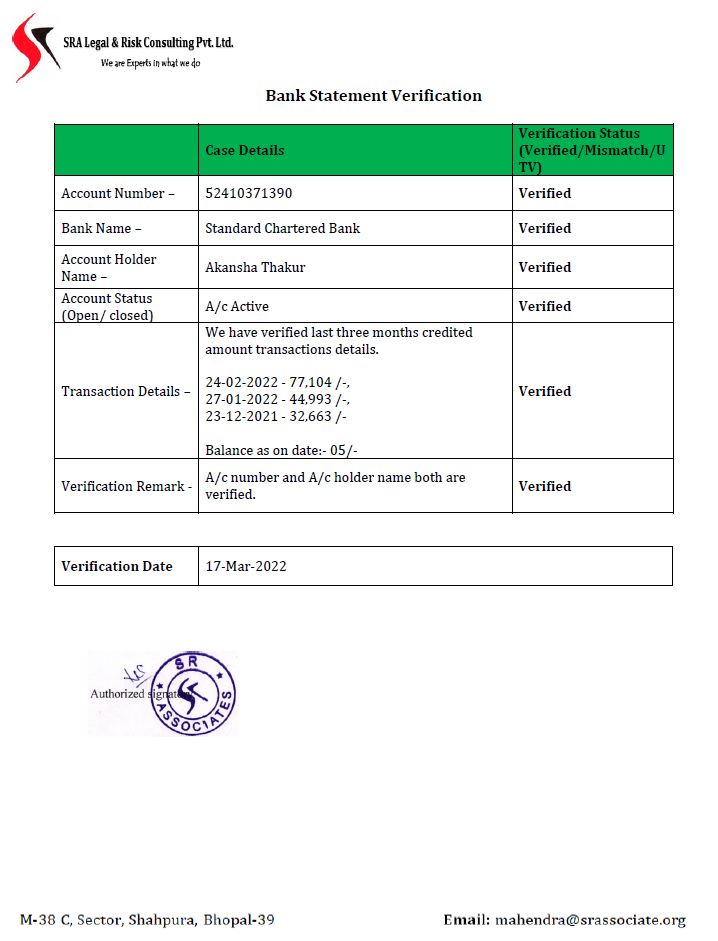 SRA Legal & Risk Consulting Pvt. Ltd.
We are Experts in what we do
Bank Statement Verification
Case Details
Verification Status
(Verified/Mismatch/U
TV)
Account Number –
52410371390
Verified
Bank Name –
Standard Chartered Bank
Verified
Account Holder
Name –
Akansha Thakur
Verified
Account Status
(Open/ closed)
A/c Active
Verified
Transaction Details –
We have verified last three months credited
amount transactions details.
24-02-2022 - 77,104 /-,
27-01-2022 - 44,993 /-,
23-12-2021 - 32,663 /-
Balance as on date:- 05/-
Verified
Verification Remark -
A/c number and A/c holder name both are
verified.
Verified
Verification Date
17-Mar-2022
Authorized
SR
ASSOCIATES
M-38 C, Sector, Shahpura, Bhopal-39
Email: mahendra@srassociate.org